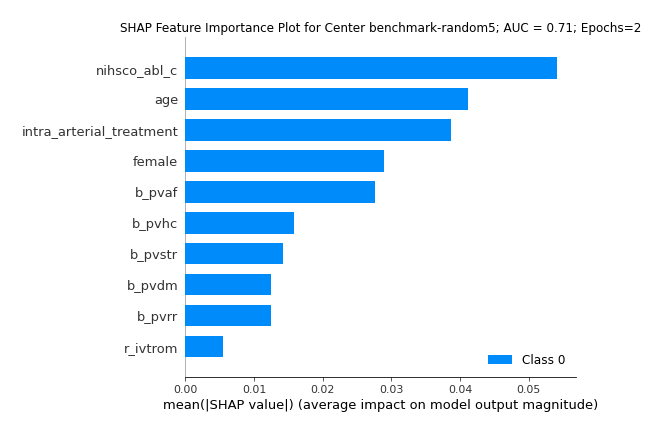 SHAP Feature Importance Plot for Center benchmark-random5; AUC = 0.71; Epochs=2
nihsco_abl_c
age
intra_arterial_treatment
female
b_pvaf
b_pvhc
b_pvstr
b_pvdm
b_pvrr
r_ivtrom
Class 0
0.00 0.01 0.02 0.03 0.04 0.05
mean(|SHAP value|) (average impact on model output magnitude)